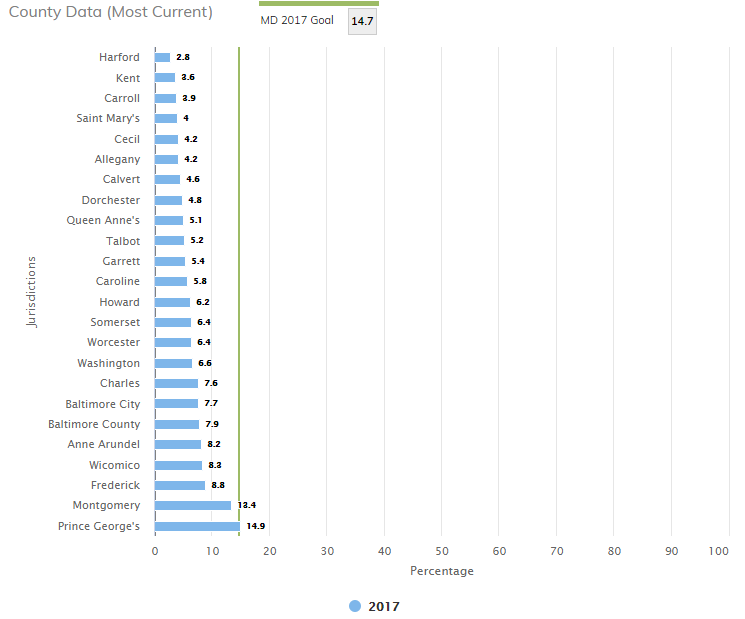 County Data (Most Current)
MD 2017 Goal 14.7
Harford 2.8
Kent 3.6
Carroll 3.9
Saint Mary's 4
Cecil 4.2
Allegany 4.2
Calvert 4.6
Dorchester 4.8
Queen Anne's 5.1
Talbot 5.2
Garrett 5.4
Caroline 5.8
Howard 6.2
Somerset 6.4
Worcester 6.4
Washington 6.6
Charles 7.6
Baltimore City 7.7
Baltimore County 7.9
Anne Arundel 8.2
Wicomico 8.3
Frederick 8.8
Montgomery 13.4
Prince George's 14.9
Jurisdictions
0 10 20 30 40 50 60 70 80 90 100
Percentage
2017